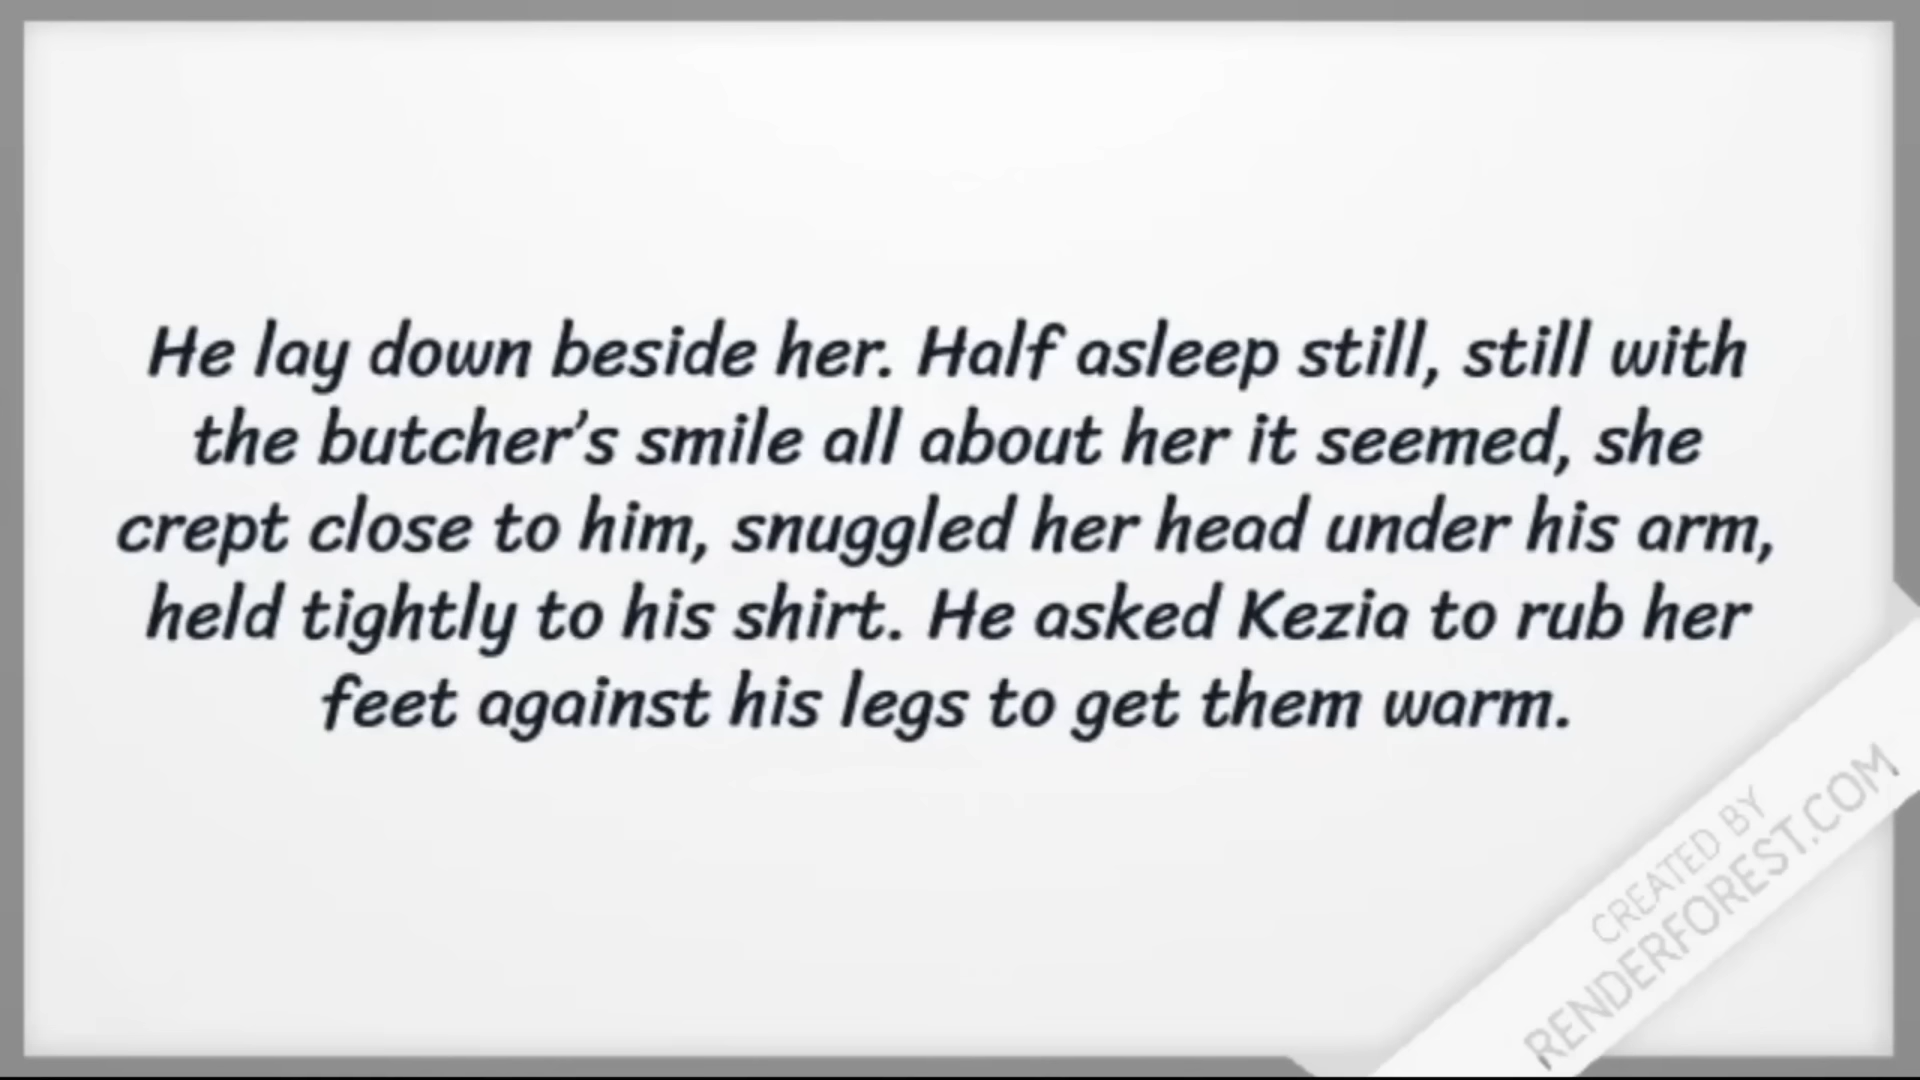 He lay down beside her. Half asleep still, still with
the butcher's smile all about her it seemed, she
crept close to him, snuggled her head under his arm,
held tightly to his shirt. He asked Kezia to rub her
feet against his legs to get them warm.
CREATED BY
RENDERFOREST.COM